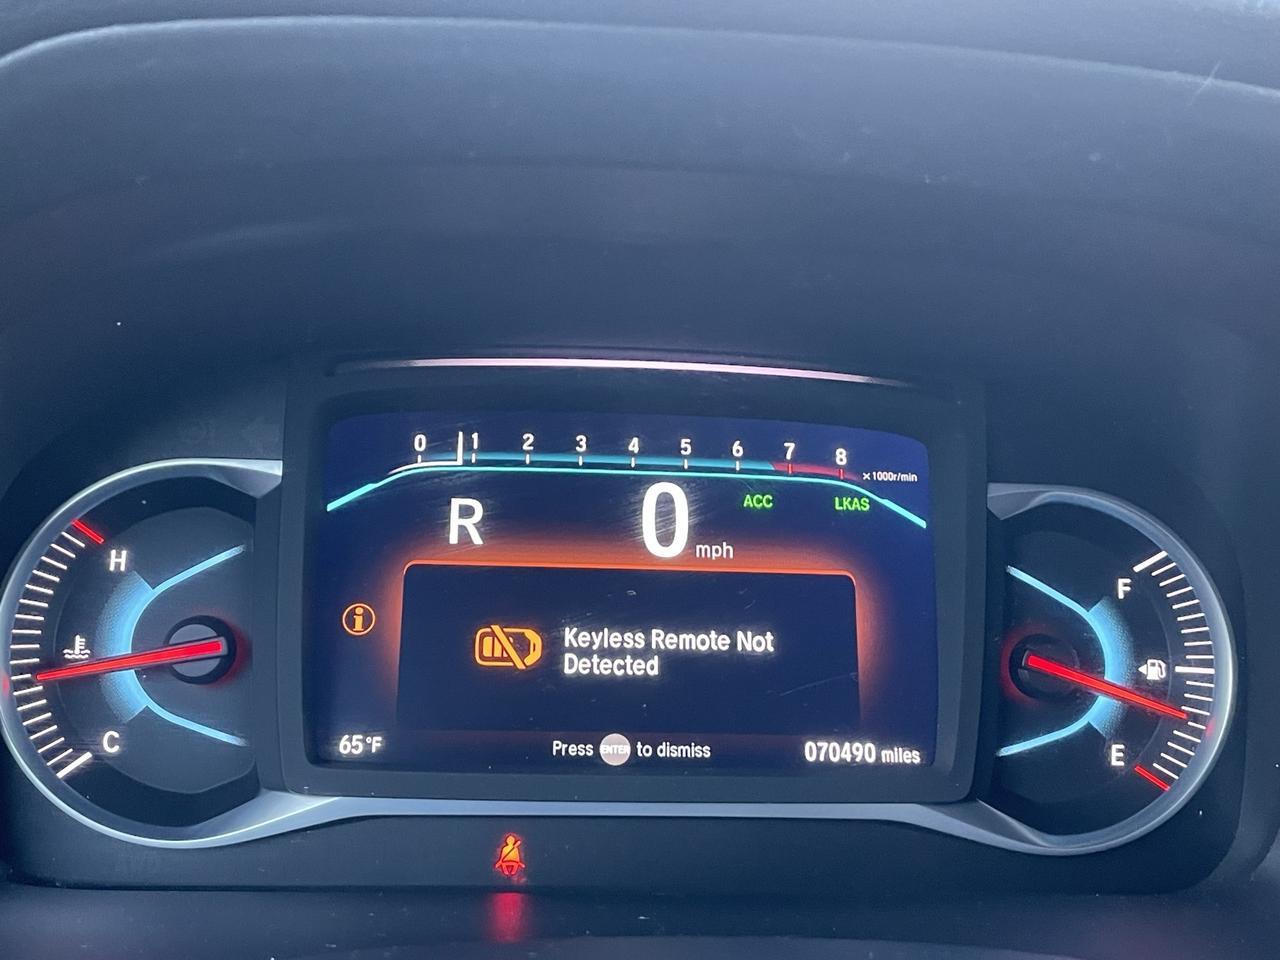 0 1 2 3 4 5 6 7 8
x1000r/min
R 0 mph
ACC LKAS
H
C
F
E
Keyless Remote Not
Detected
65°F
Press ENTER to dismiss
070490 miles